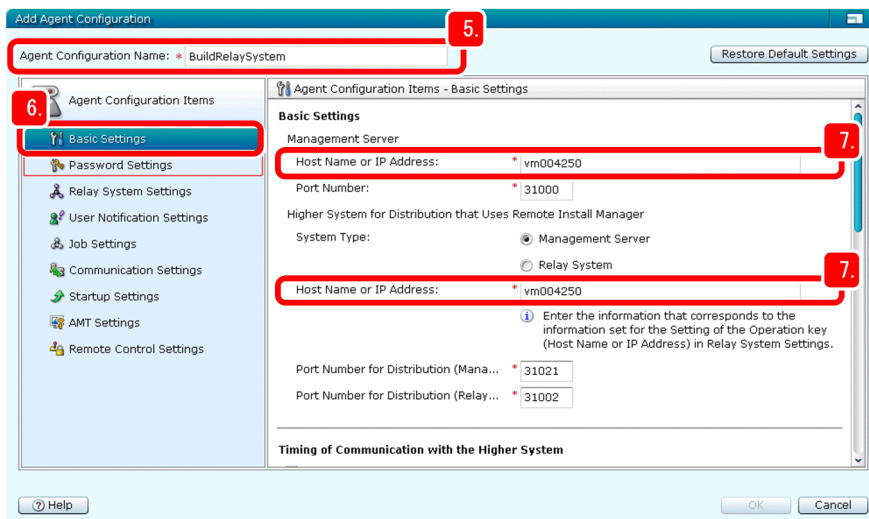 Add Agent Configuration
5.
Agent Configuration Name: * BuildRelaySystem
Restore Default Settings
6.
Agent Configuration Items
Basic Settings
Password Settings
Relay System Settings
User Notification Settings
Job Settings
Communication Settings
Startup Settings
AMT Settings
Remote Control Settings
Agent Configuration Items - Basic Settings
Basic Settings
Management Server
7.
Host Name or IP Address: * vm004250
Port Number: * 31000
Higher System for Distribution that Uses Remote Install Manager
System Type: Management Server
Relay System
7.
Host Name or IP Address: * vm004250
Enter the information that corresponds to the
information set for the Setting of the Operation key
(Host Name or IP Address) in Relay System Settings.
Port Number for Distribution (Mana... * 31021
Port Number for Distribution (Relay... * 31002
Timing of Communication with the Higher System
Help
OK
Cancel